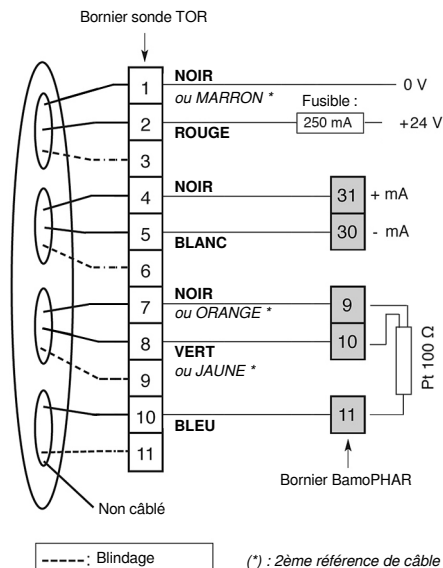 Bornier sonde TOR
1
NOIR
0 V
ou MARRON *
Fusible :
2
250 mA
+24 V
ROUGE
3
4
NOIR
31
+ mA
5
30
- mA
BLANC
6
7
NOIR
9
ou ORANGE *
8
10
VERT
ou JAUNE *
Pt 100 Ω
9
10
11
BLEU
11
Bornier BamoPHAR
Non câblé
: Blindage
(*) : 2ème référence de câble